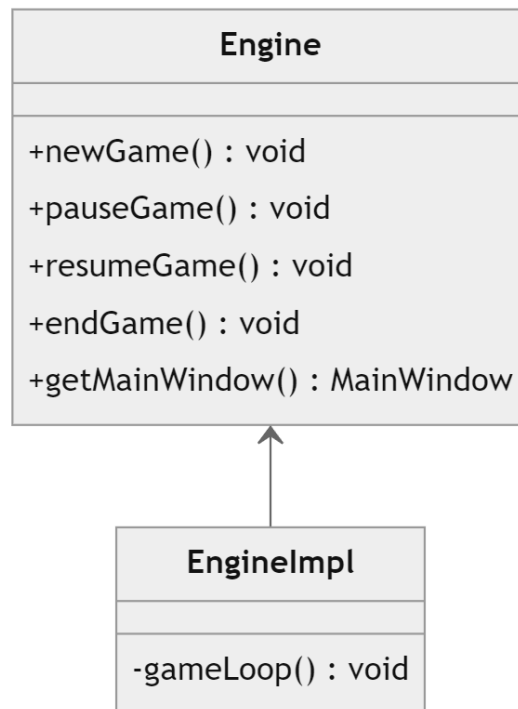 Engine
+newGame() : void
+pauseGame() : void
+resumeGame() : void
+endGame() : void
+getMainWindow() : MainWindow
EngineImpl
-gameLoop() : void